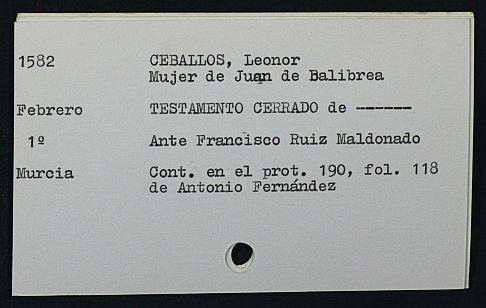 1582 CEBALLOS, Leonor
Mujer de Juan de Balibrea
Febrero TESTAMENTO CERRADO de ------
1º Ante Francisco Ruiz Maldonado
Murcia Cont. en el prot. 190, fol. 118
de Antonio Fernández